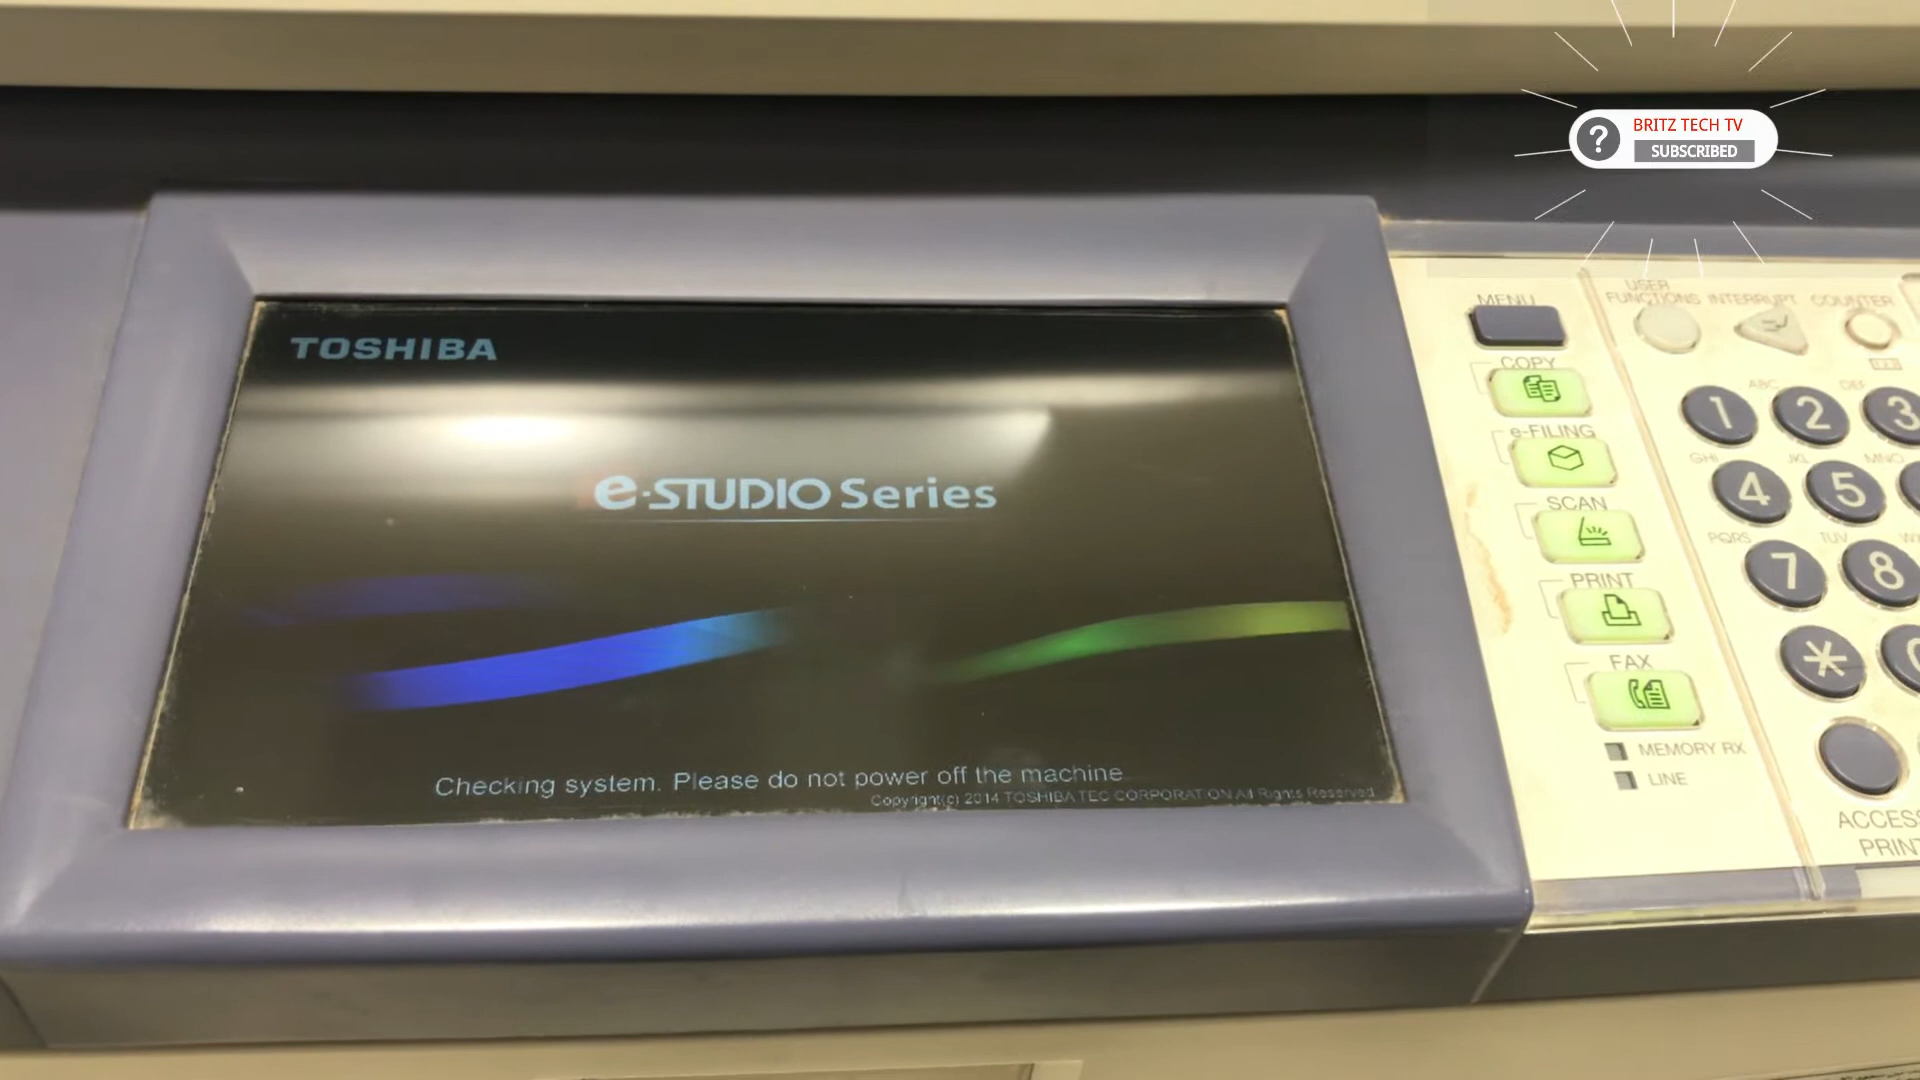 BRITZ TECH TV
SUBSCRIBED
TOSHIBA
e-STUDIO Series
Checking system. Please do not power off the machine
Copyright(c) 2014 TOSHIBA TEC CORPORATION All Rights Reserved
MENU
USER
FUNCTIONS INTERRUPT COUNTER
COPY
ABC DEF
1 2 3
e-FILING
GHI JKL MNO
4 5
SCAN
PQRS TUV
7 8
PRINT
*
FAX
MEMORY RX
LINE
ACCESS
PRINT